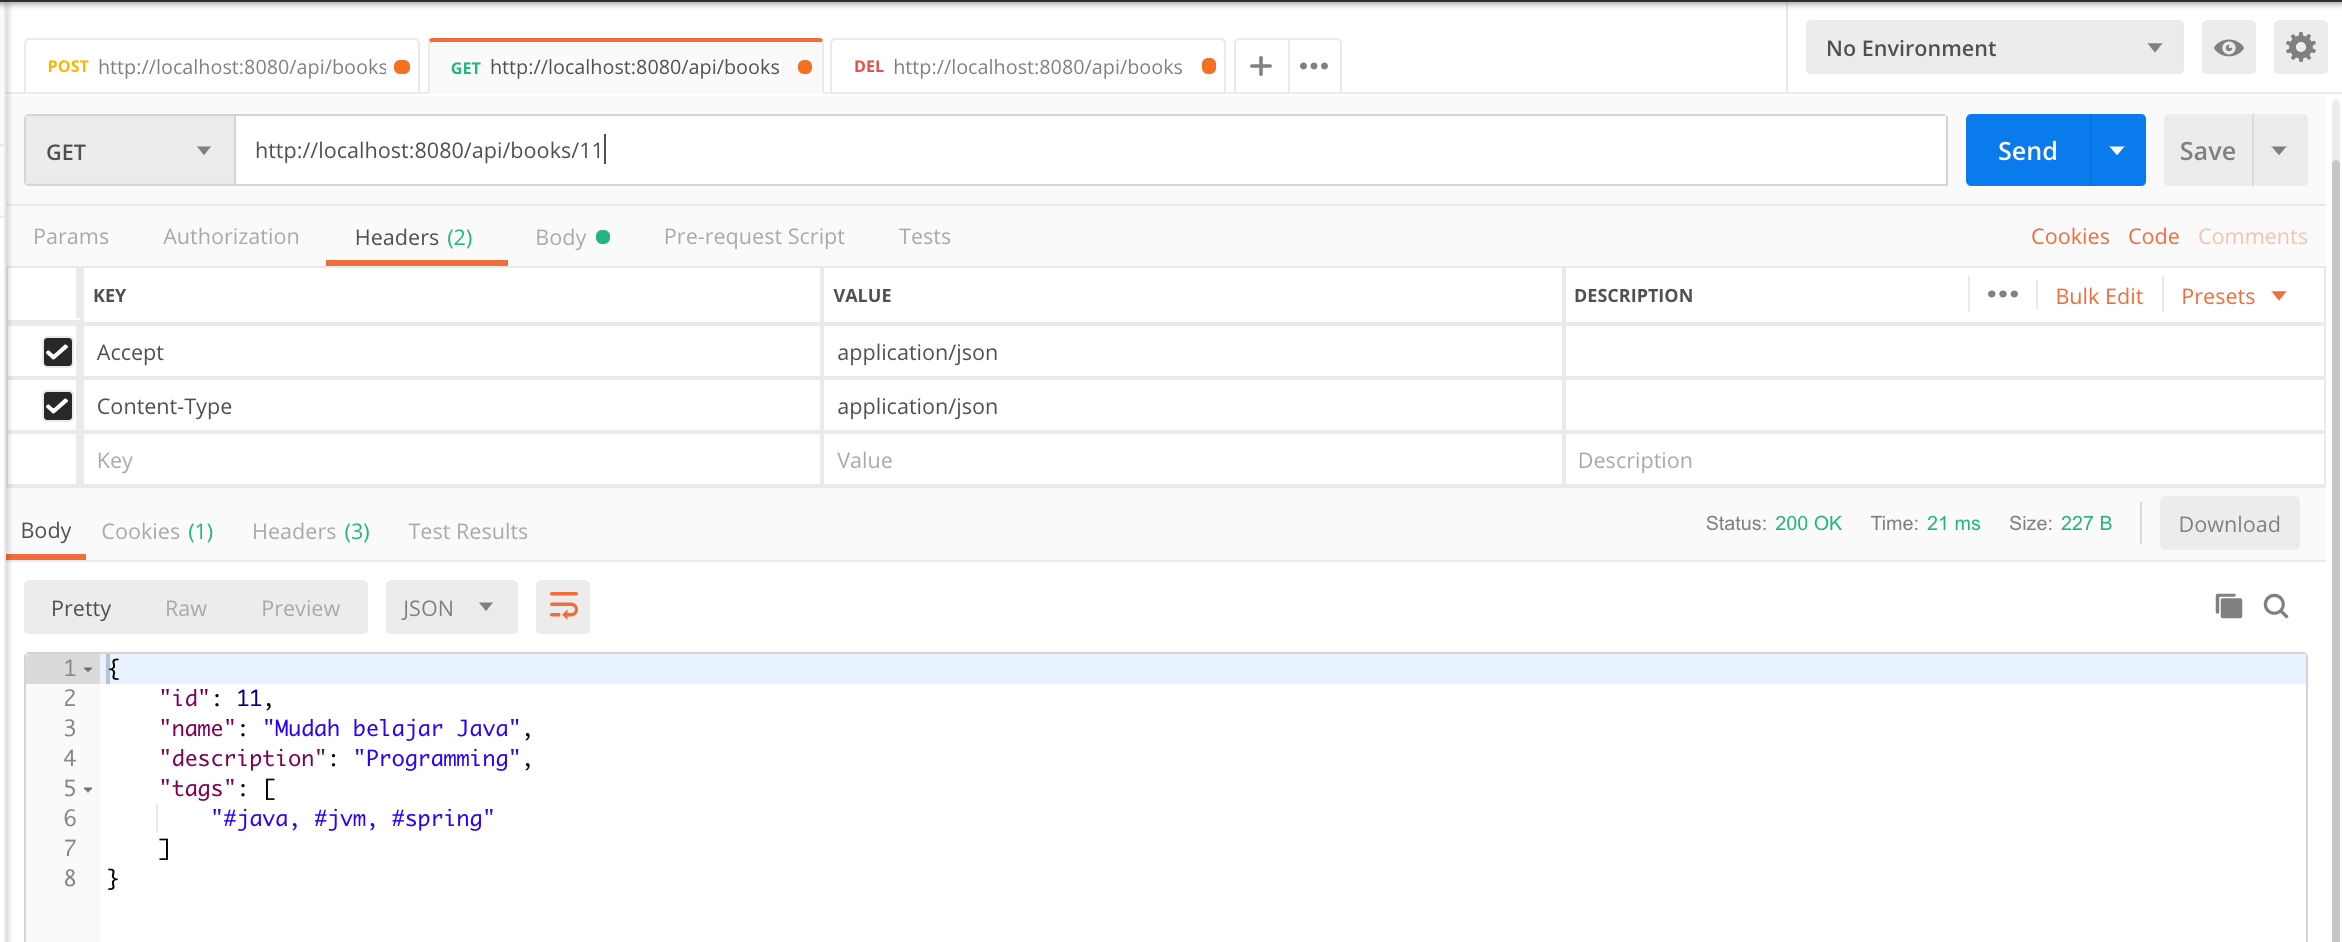 POST http://localhost:8080/api/books GET http://localhost:8080/api/books DEL http://localhost:8080/api/books No Environment
GET http://localhost:8080/api/books/11 Send Save
Params Authorization Headers (2) Body Pre-request Script Tests Cookies Code Comments
KEY VALUE DESCRIPTION Bulk Edit Presets
Accept application/json
Content-Type application/json
Key Value Description
Body Cookies (1) Headers (3) Test Results Status: 200 OK Time: 21 ms Size: 227 B Download
Pretty Raw Preview JSON
1 {
2 "id": 11,
3 "name": "Mudah belajar Java",
4 "description": "Programming",
5 "tags": [
6 "#java, #jvm, #spring"
7 ]
8 }